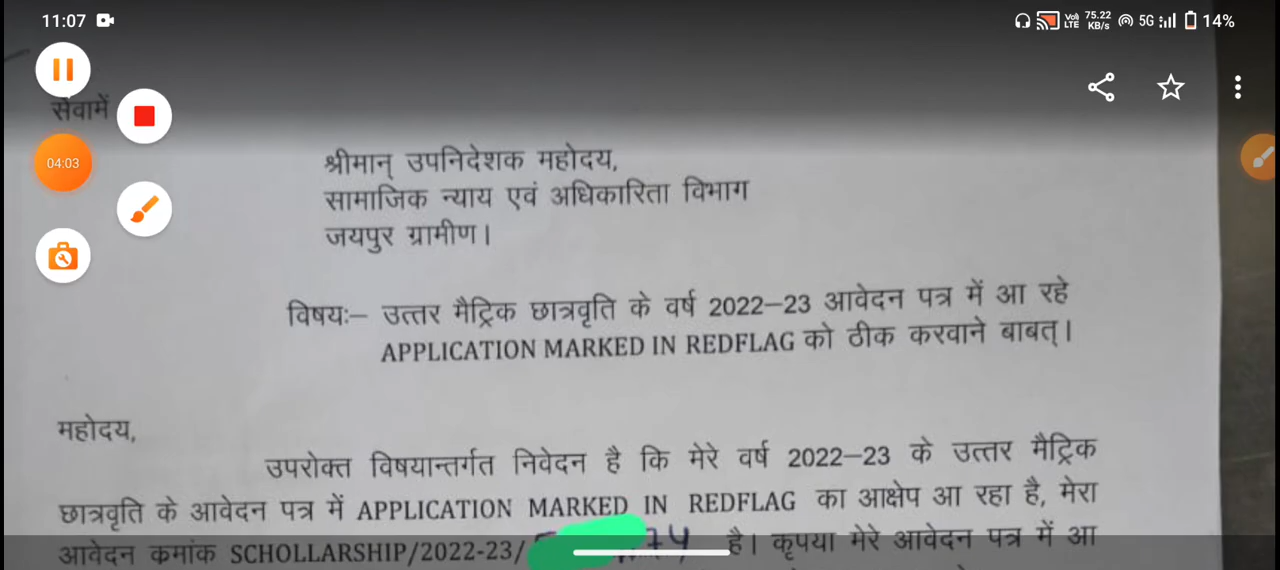 11:07
75.22 KB/s
Vo) LTE
5G
14%
04:03
सेवामें
श्रीमान् उपनिदेशक महोदय,
सामाजिक न्याय एवं अधिकारिता विभाग
जयपुर ग्रामीण।
विषयः– उत्तर मैट्रिक छात्रवृति के वर्ष 2022–23 आवेदन पत्र में आ रहे
APPLICATION MARKED IN REDFLAG को ठीक करवाने बाबत्।
महोदय,
उपरोक्त विषयान्तर्गत निवेदन है कि मेरे वर्ष 2022–23 के उत्तर मैट्रिक
छात्रवृति के आवेदन पत्र में APPLICATION MARKED IN REDFLAG का आक्षेप आ रहा है, मेरा
आवेदन कमांक SCHOLLARSHIP/2022-23/ है। कृपया मेरे आवेदन पत्र में आ